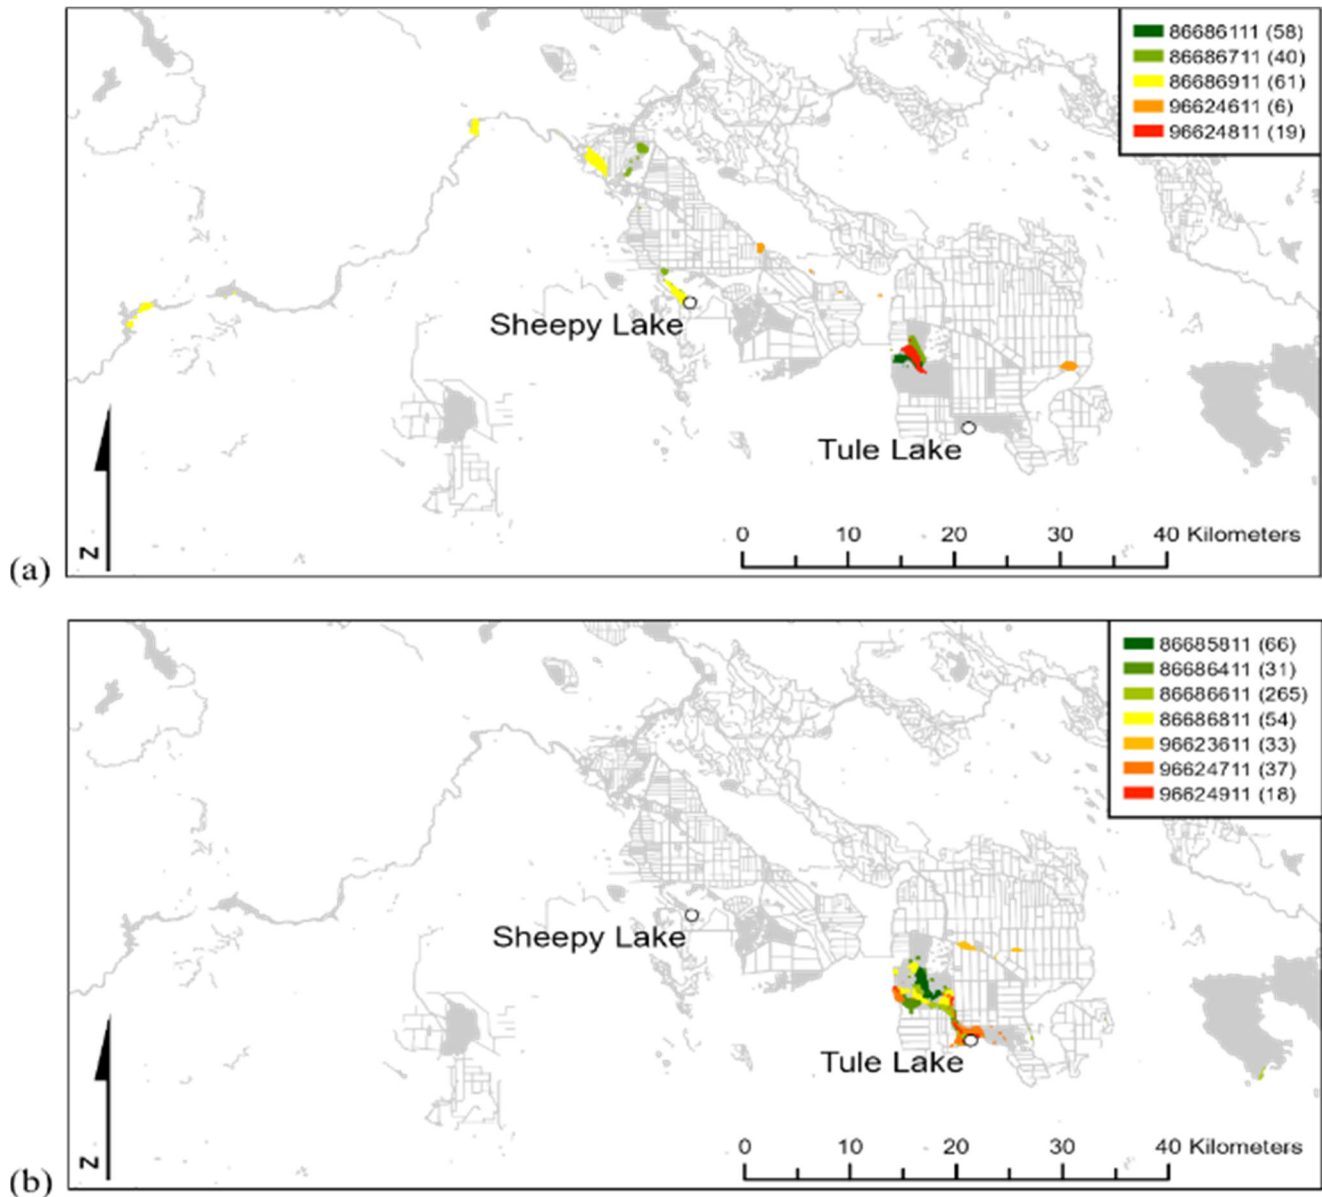 86686111 (58)
86686711 (40)
86686911 (61)
96624611 (6)
96624811 (19)
Sheepy Lake
Tule Lake
N
0 10 20 30 40 Kilometers
(a)
86685811 (66)
86686411 (31)
86686611 (265)
86686811 (54)
96623611 (33)
96624711 (37)
96624911 (18)
Sheepy Lake
Tule Lake
N
0 10 20 30 40 Kilometers
(b)